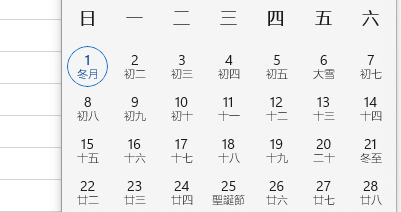 日 一 二 三 四 五 六
1 2 3 4 5 6 7
冬月 初二 初三 初四 初五 大雪 初七
8 9 10 11 12 13 14
初八 初九 初十 十一 十二 十三 十四
15 16 17 18 19 20 21
十五 十六 十七 十八 十九 二十 冬至
22 23 24 25 26 27 28
廿二 廿三 廿四 聖誕節 廿六 廿七 廿八